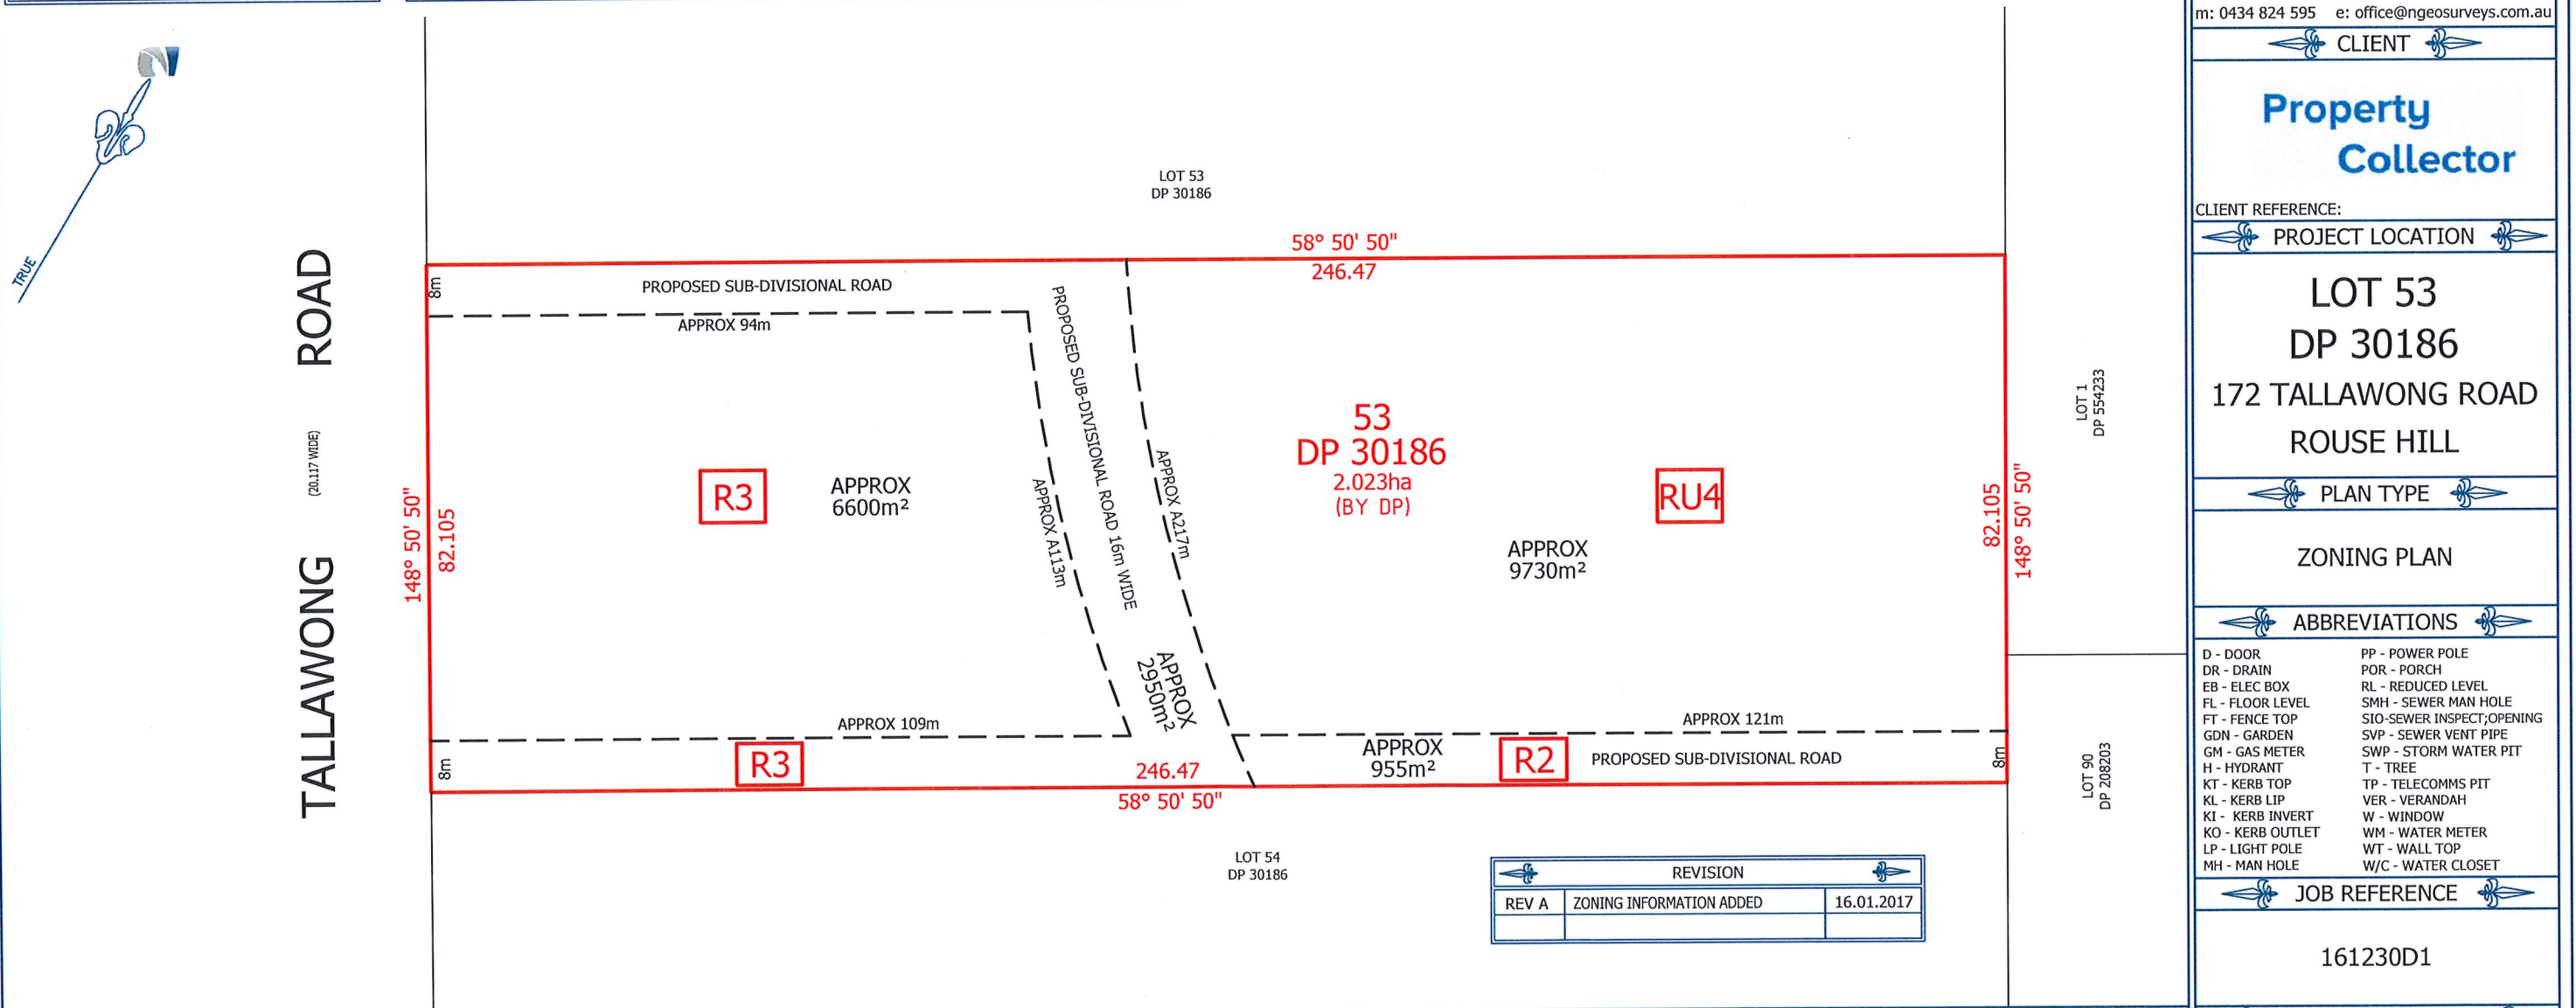 m: 0434 824 595 e: office@ngeosurveys.com.au
CLIENT
Property
Collector
CLIENT REFERENCE:
PROJECT LOCATION
LOT 53
DP 30186
172 TALLAWONG ROAD
ROUSE HILL
PLAN TYPE
ZONING PLAN
ABBREVIATIONS
D - DOOR
DR - DRAIN
EB - ELEC BOX
FL - FLOOR LEVEL
FT - FENCE TOP
GDN - GARDEN
GM - GAS METER
H - HYDRANT
KT - KERB TOP
KL - KERB LIP
KI - KERB INVERT
KO - KERB OUTLET
LP - LIGHT POLE
MH - MAN HOLE
PP - POWER POLE
POR - PORCH
RL - REDUCED LEVEL
SMH - SEWER MAN HOLE
SIO-SEWER INSPECT;OPENING
SVP - SEWER VENT PIPE
SWP - STORM WATER PIT
T - TREE
TP - TELECOMMS PIT
VER - VERANDAH
W - WINDOW
WM - WATER METER
WT - WALL TOP
W/C - WATER CLOSET
JOB REFERENCE
161230D1
N
TRUE
TALLAWONG ROAD
(20.117 WIDE)
LOT 53
DP 30186
58° 50' 50"
246.47
8m
PROPOSED SUB-DIVISIONAL ROAD
APPROX 94m
PROPOSED SUB-DIVISIONAL ROAD 16m WIDE
APPROX A113m
APPROX A217m
R3
APPROX
6600m²
148° 50' 50"
82.105
53
DP 30186
2.023ha
(BY DP)
RU4
APPROX
9730m²
82.105
148° 50' 50"
LOT 1
DP 554233
APPROX
2950m²
APPROX 109m
8m
R3
246.47
58° 50' 50"
APPROX 121m
APPROX
955m²
R2
PROPOSED SUB-DIVISIONAL ROAD
8m
LOT 90
DP 208203
LOT 54
DP 30186
REVISION
REV A ZONING INFORMATION ADDED 16.01.2017